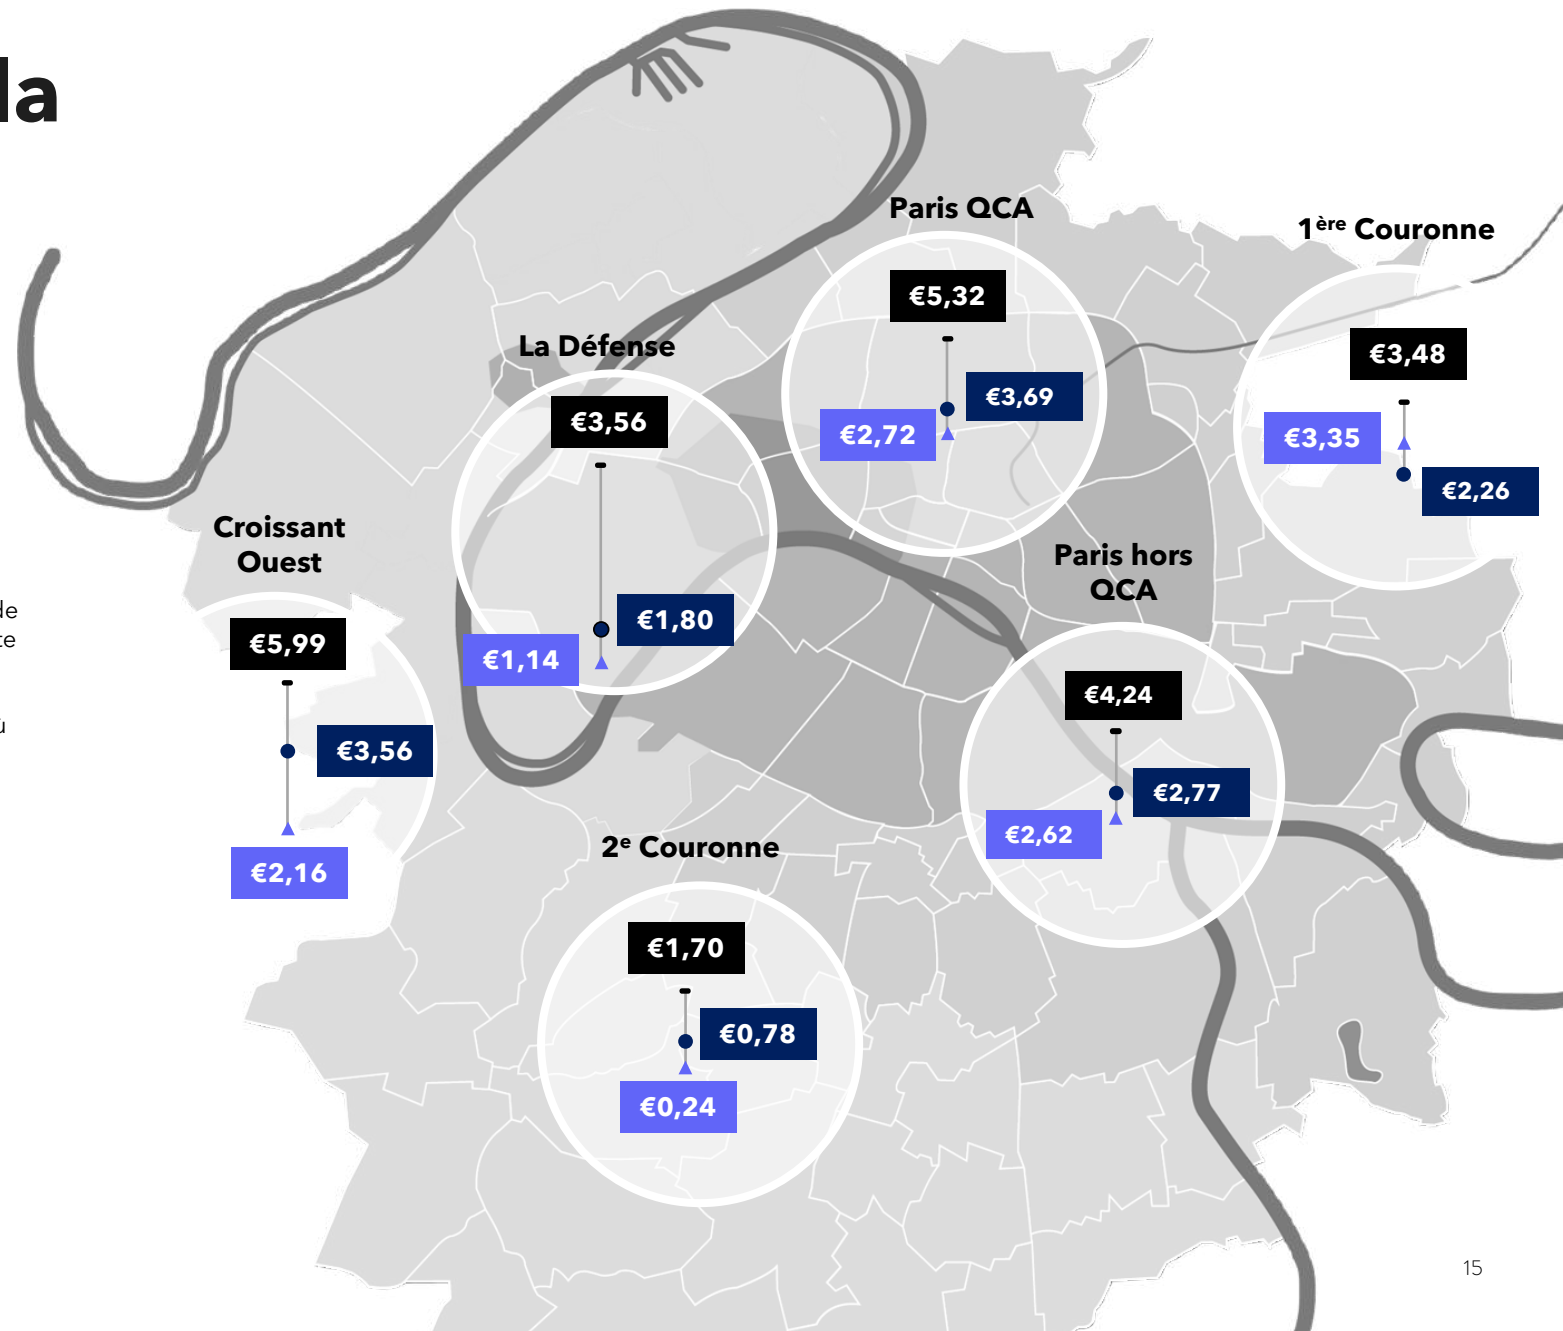 la
de
te
ù
Paris QCA
€5,32
€3,69
€2,72
1ère Couronne
€3,48
€3,35
€2,26
La Défense
€3,56
€1,80
€1,14
Croissant
Ouest
€5,99
€3,56
€2,16
Paris hors
QCA
€4,24
€2,77
€2,62
2e Couronne
€1,70
€0,78
€0,24
15